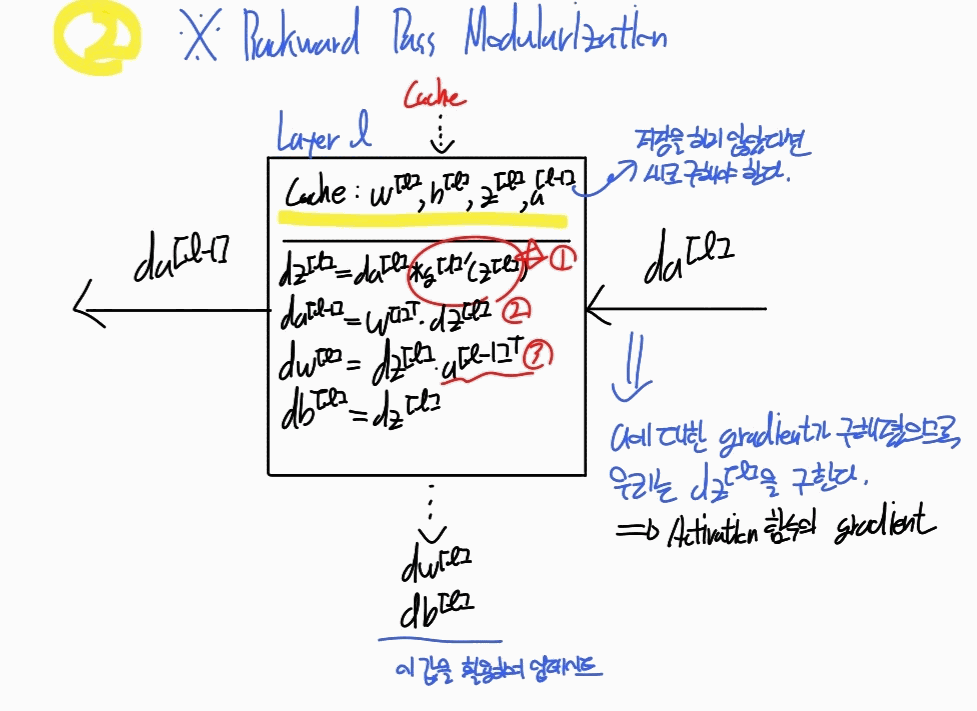 ② ※ Backward Pass Modularization
Cache
Layer l
저장을 하지 않았다면
새로 구해야 한다.
Cache : w[l], b[l], z[l], a[l-1]
da[l-1]
da[l]
dz[l] = da[l] * g[l]′(z[l]) ☆ ①
da[l-1] = w[l]ᵀ · dz[l] ②
dw[l] = dz[l] · a[l-1]ᵀ ③
db[l] = dz[l]
a에 대한 gradient가 구해졌으므로,
우리는 dz[l]을 구한다.
⇒ Activation 함수의 gradient
dw[l]
db[l]
이 값을 활용하여 업데이트